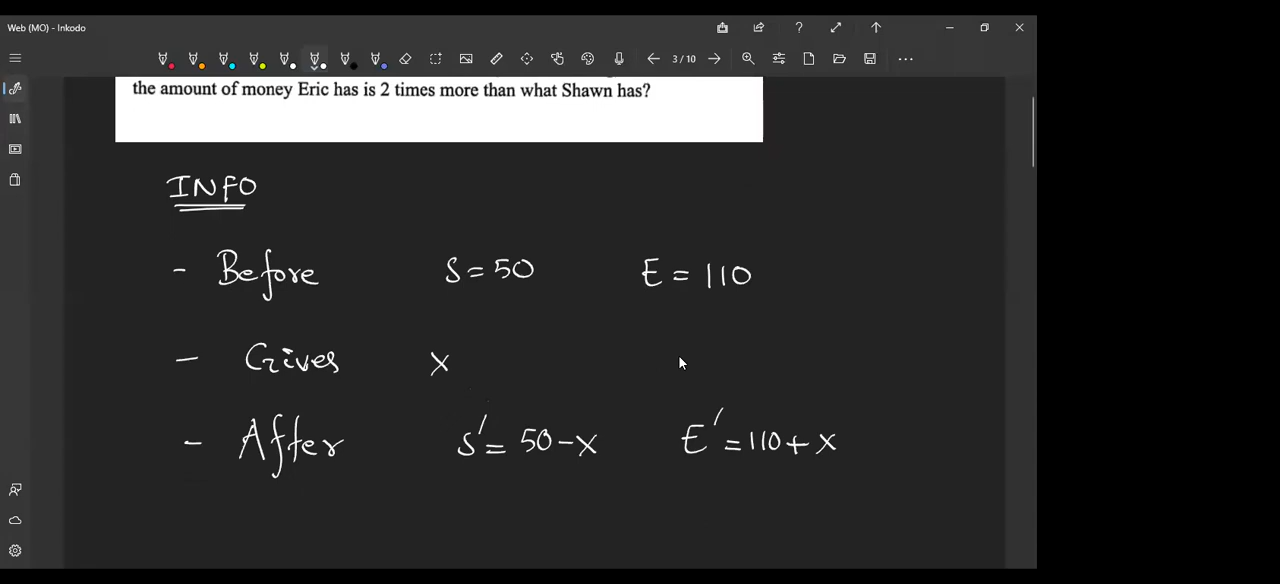 Web (MO) - Inkodo
3 / 10
the amount of money Eric has is 2 times more than what Shawn has?
INFO
- Before S = 50 E = 110
- Gives X
- After S' = 50 - X E' = 110 + X